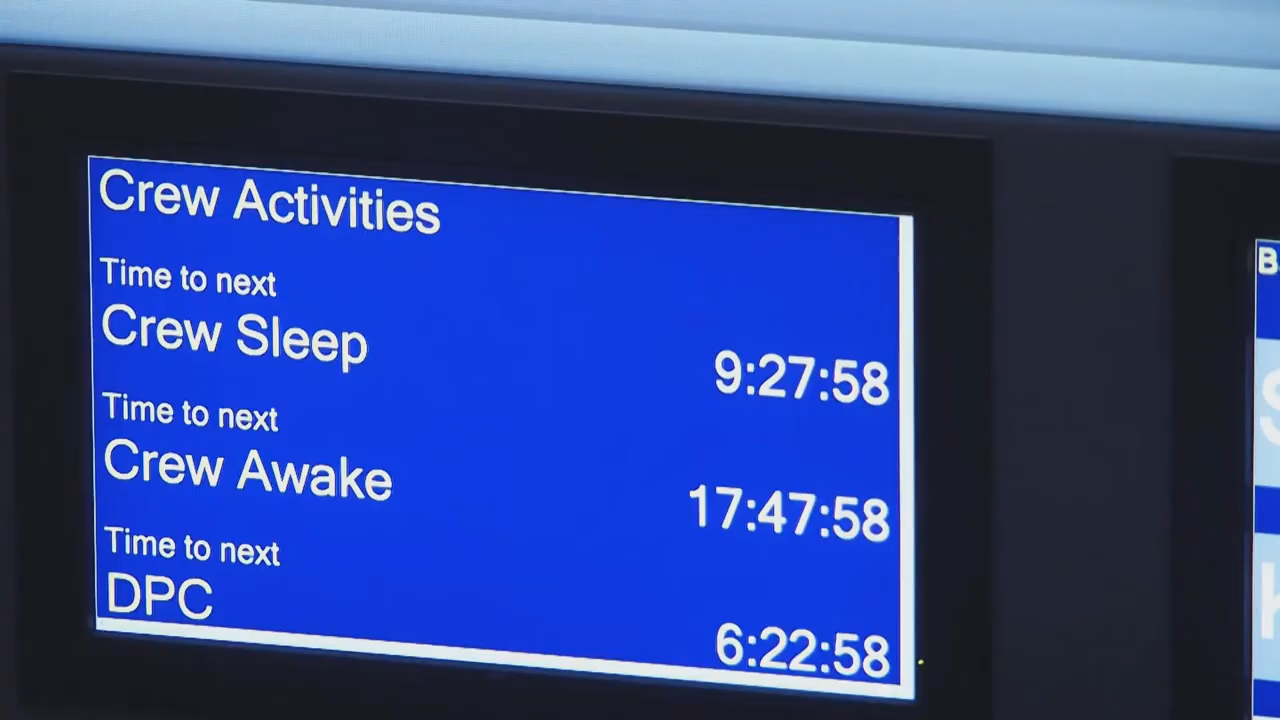 Crew Activities
Time to next
Crew Sleep 9:27:58
Time to next
Crew Awake 17:47:58
Time to next
DPC 6:22:58
B